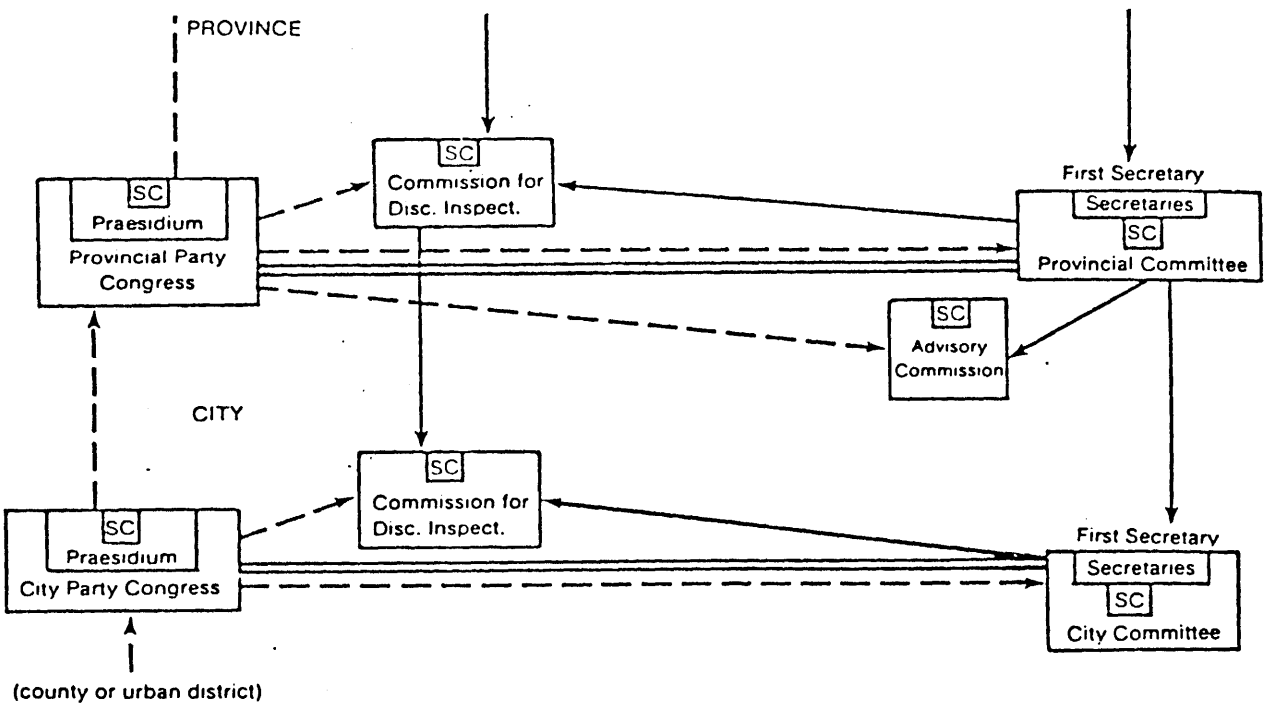 PROVINCE
SC
Commission for
Disc. Inspect.
First Secretary
Secretaries
SC
Provincial Committee
SC
Praesidium
Provincial Party
Congress
SC
Advisory
Commission
CITY
SC
Commission for
Disc. Inspect.
SC
Praesidium
City Party Congress
First Secretary
Secretaries
SC
City Committee
(county or urban district)